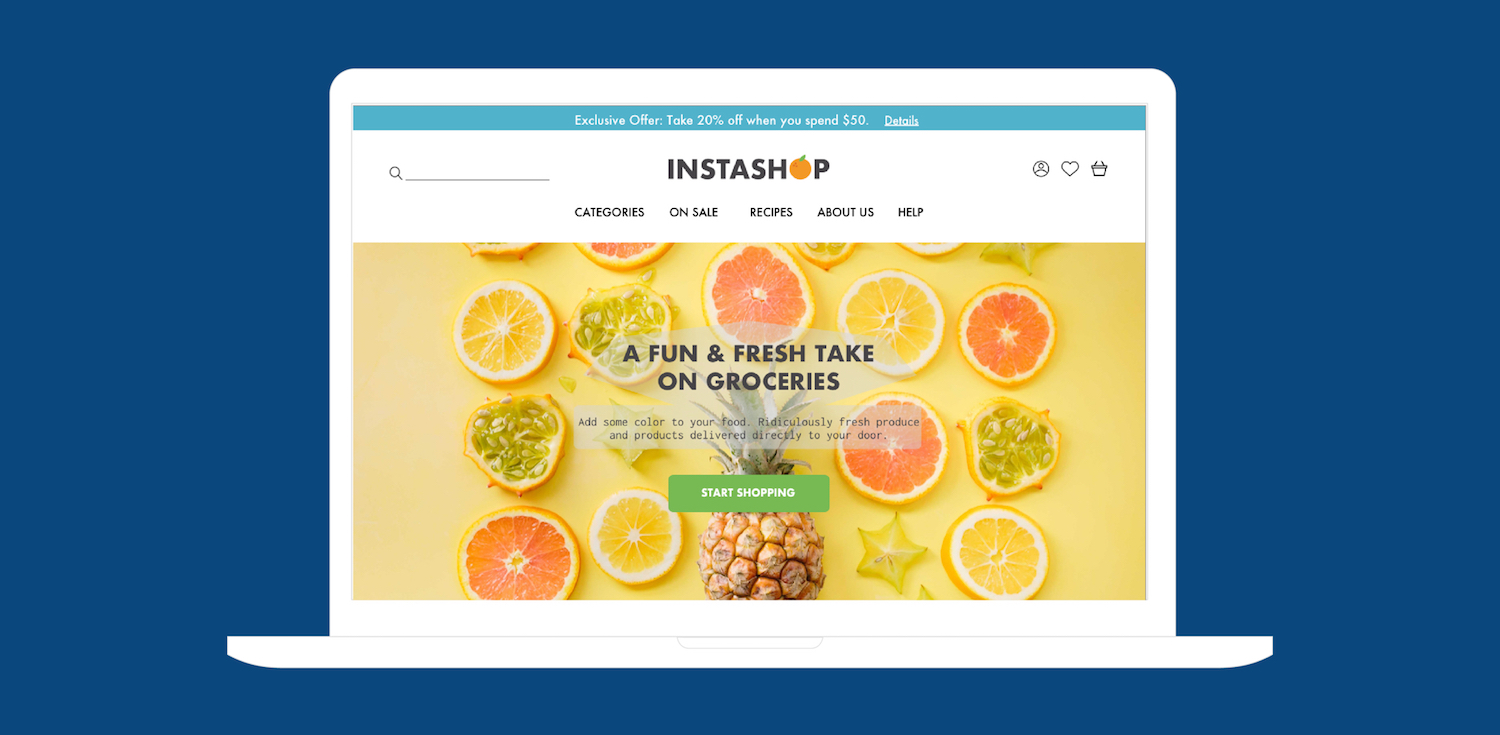 Exclusive Offer: Take 20% off when you spend $50. Details
INSTASHOP
CATEGORIES ON SALE RECIPES ABOUT US HELP
A FUN & FRESH TAKE
ON GROCERIES
Add some color to your food. Ridiculously fresh produce
and products delivered directly to your door.
START SHOPPING